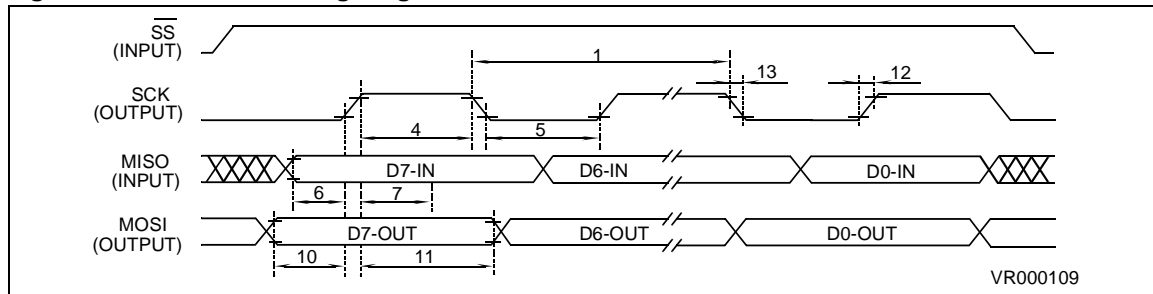 SS
(INPUT)
1
13
12
SCK
(OUTPUT)
4
5
MISO
(INPUT)
D7-IN
D6-IN
D0-IN
6
7
MOSI
(OUTPUT)
D7-OUT
D6-OUT
D0-OUT
10
11
VR000109